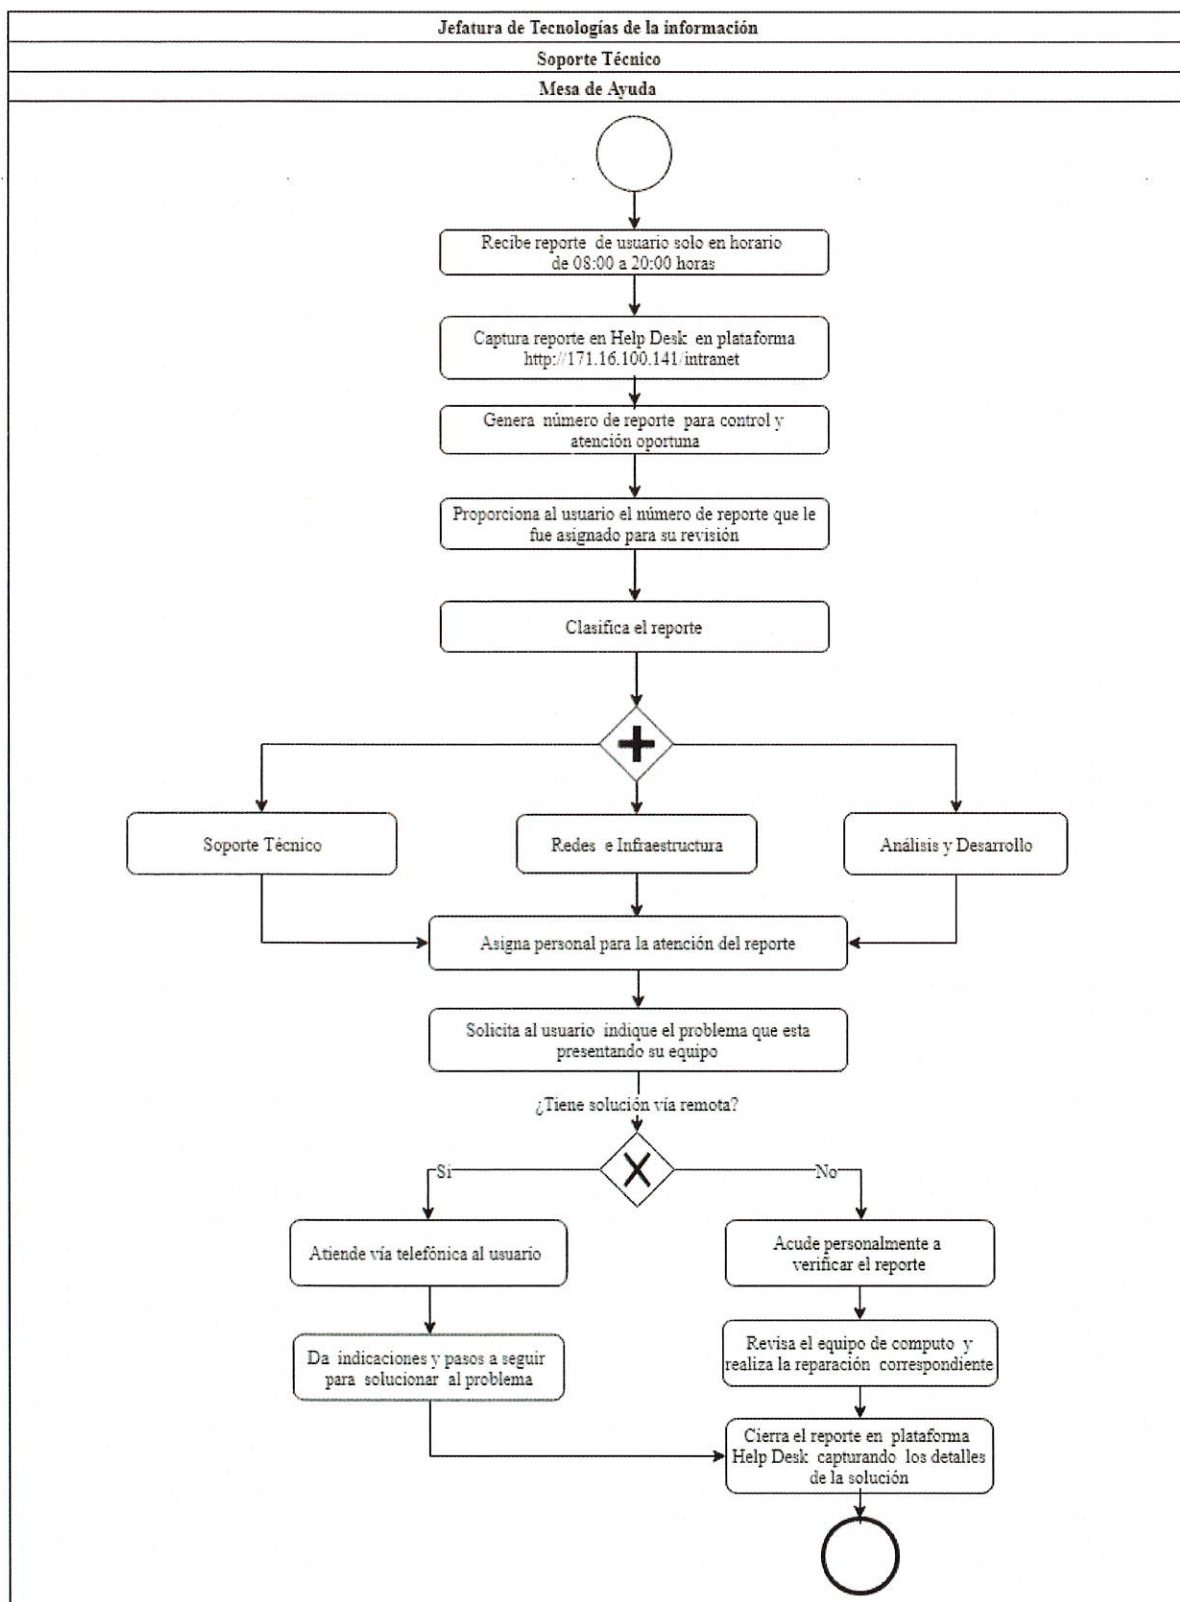 Jefatura de Tecnologías de la información
Soporte Técnico
Mesa de Ayuda
Recibe reporte de usuario solo en horario
de 08:00 a 20:00 horas
Captura reporte en Help Desk en plataforma
http://171.16.100.141/intranet
Genera número de reporte para control y
atención oportuna
Proporciona al usuario el número de reporte que le
fue asignado para su revisión
Clasifica el reporte
Soporte Técnico
Redes e Infraestructura
Análisis y Desarrollo
Asigna personal para la atención del reporte
Solicita al usuario indique el problema que esta
presentando su equipo
¿Tiene solución vía remota?
Si
No
Atiende vía telefónica al usuario
Acude personalmente a
verificar el reporte
Da indicaciones y pasos a seguir
para solucionar al problema
Revisa el equipo de computo y
realiza la reparación correspondiente
Cierra el reporte en plataforma
Help Desk capturando los detalles
de la solución